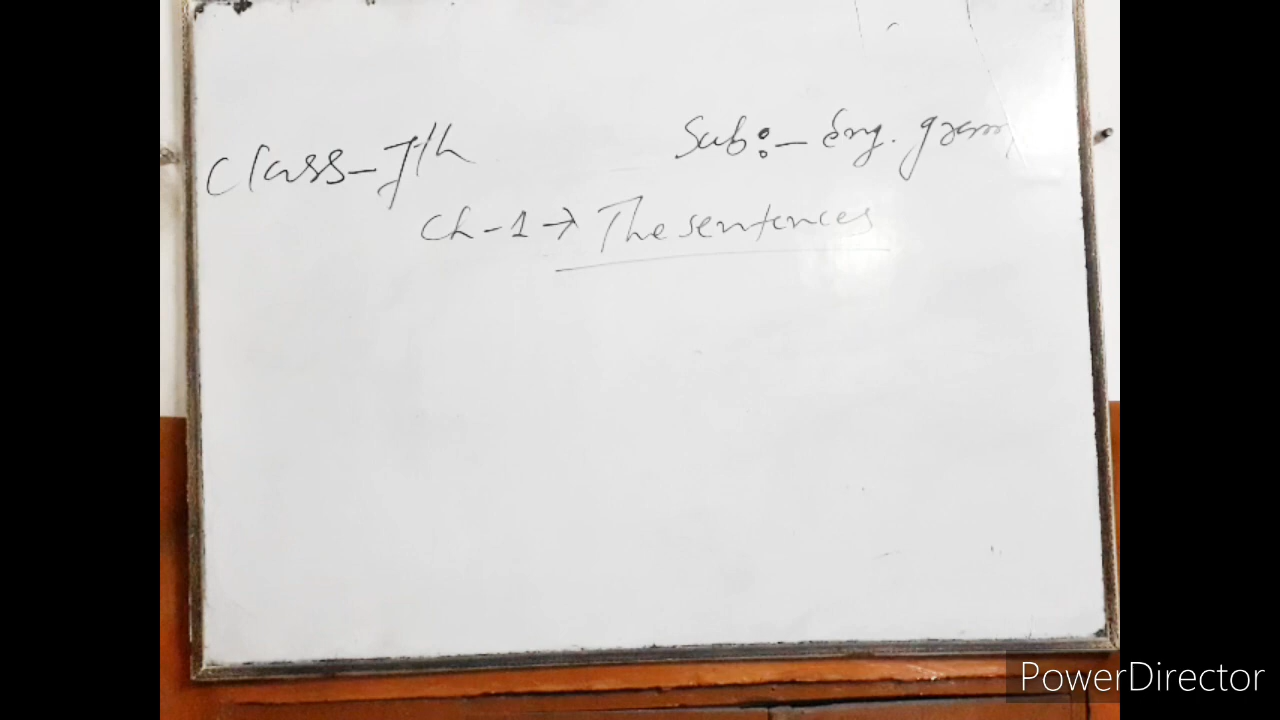 Class-7th
Sub:- Eng. gram
Ch-1→ The sentences
PowerDirector